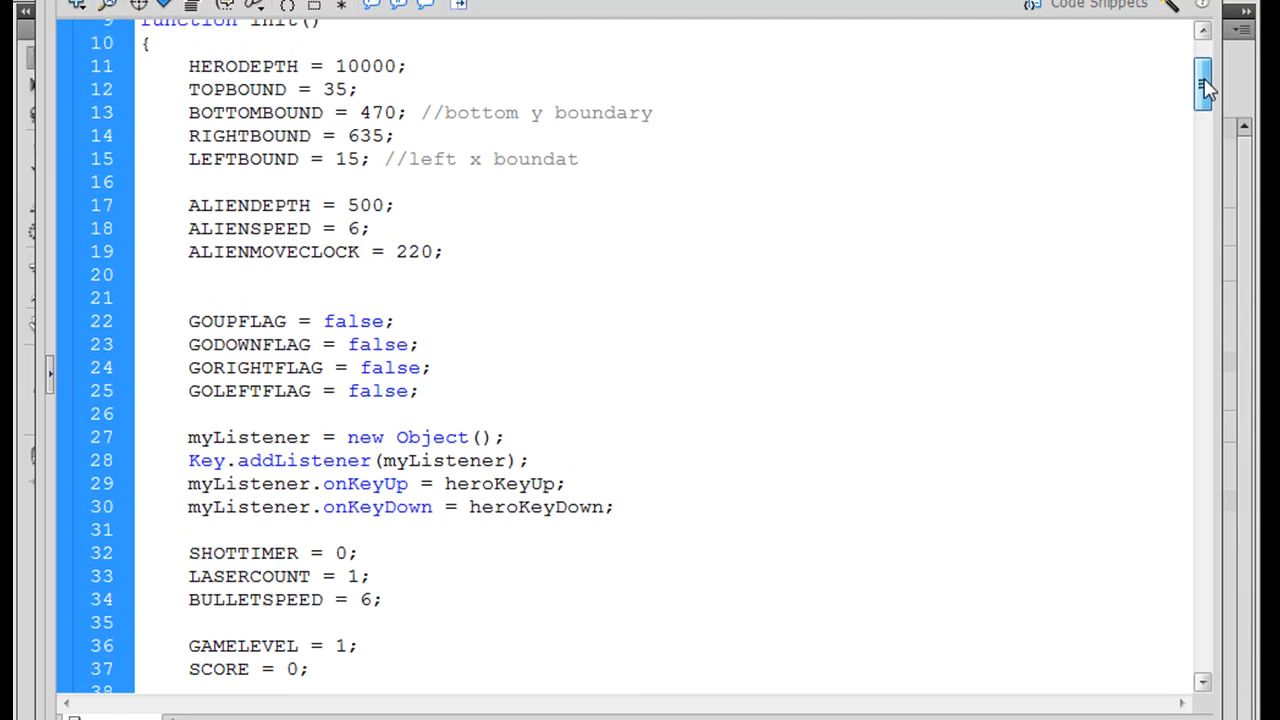 Code Snippets
9 function init()
10 {
11 HERODEPTH = 10000;
12 TOPBOUND = 35;
13 BOTTOMBOUND = 470; //bottom y boundary
14 RIGHTBOUND = 635;
15 LEFTBOUND = 15; //left x boundat
16
17 ALIENDEPTH = 500;
18 ALIENSPEED = 6;
19 ALIENMOVECLOCK = 220;
20
21
22 GOUPFLAG = false;
23 GODOWNFLAG = false;
24 GORIGHTFLAG = false;
25 GOLEFTFLAG = false;
26
27 myListener = new Object();
28 Key.addListener(myListener);
29 myListener.onKeyUp = heroKeyUp;
30 myListener.onKeyDown = heroKeyDown;
31
32 SHOTTIMER = 0;
33 LASERCOUNT = 1;
34 BULLETSPEED = 6;
35
36 GAMELEVEL = 1;
37 SCORE = 0;
38